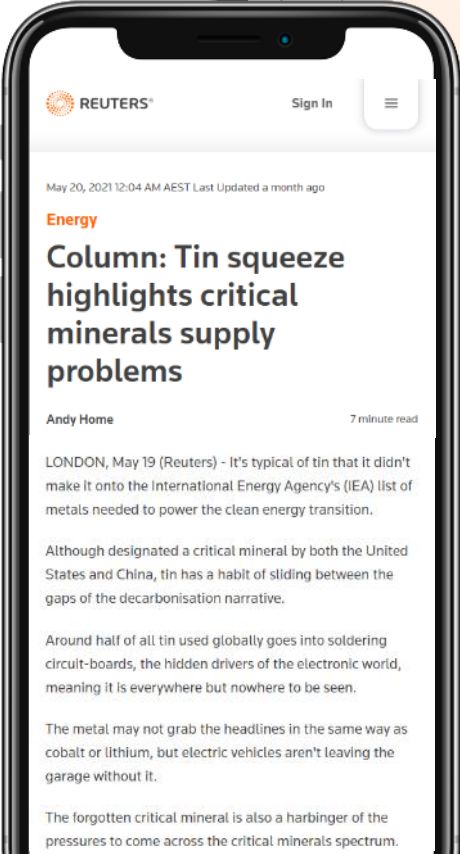 REUTERS®
Sign In
May 20, 2021 12:04 AM AEST Last Updated a month ago
Energy
Column: Tin squeeze
highlights critical
minerals supply
problems
Andy Home
7 minute read
LONDON, May 19 (Reuters) - It's typical of tin that it didn't
make it onto the International Energy Agency's (IEA) list of
metals needed to power the clean energy transition.
Although designated a critical mineral by both the United
States and China, tin has a habit of sliding between the
gaps of the decarbonisation narrative.
Around half of all tin used globally goes into soldering
circuit-boards, the hidden drivers of the electronic world,
meaning it is everywhere but nowhere to be seen.
The metal may not grab the headlines in the same way as
cobalt or lithium, but electric vehicles aren't leaving the
garage without it.
The forgotten critical mineral is also a harbinger of the
pressures to come across the critical minerals spectrum.